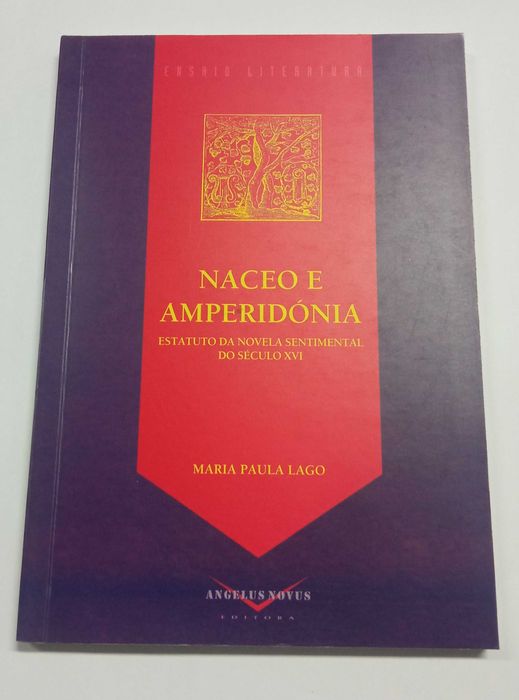 ENSAIO LITERATURA
NACEO E
AMPERIDÓNIA
ESTATUTO DA NOVELA SENTIMENTAL
DO SÉCULO XVI
MARIA PAULA LAGO
ANGELUS NOVUS
EDITORA